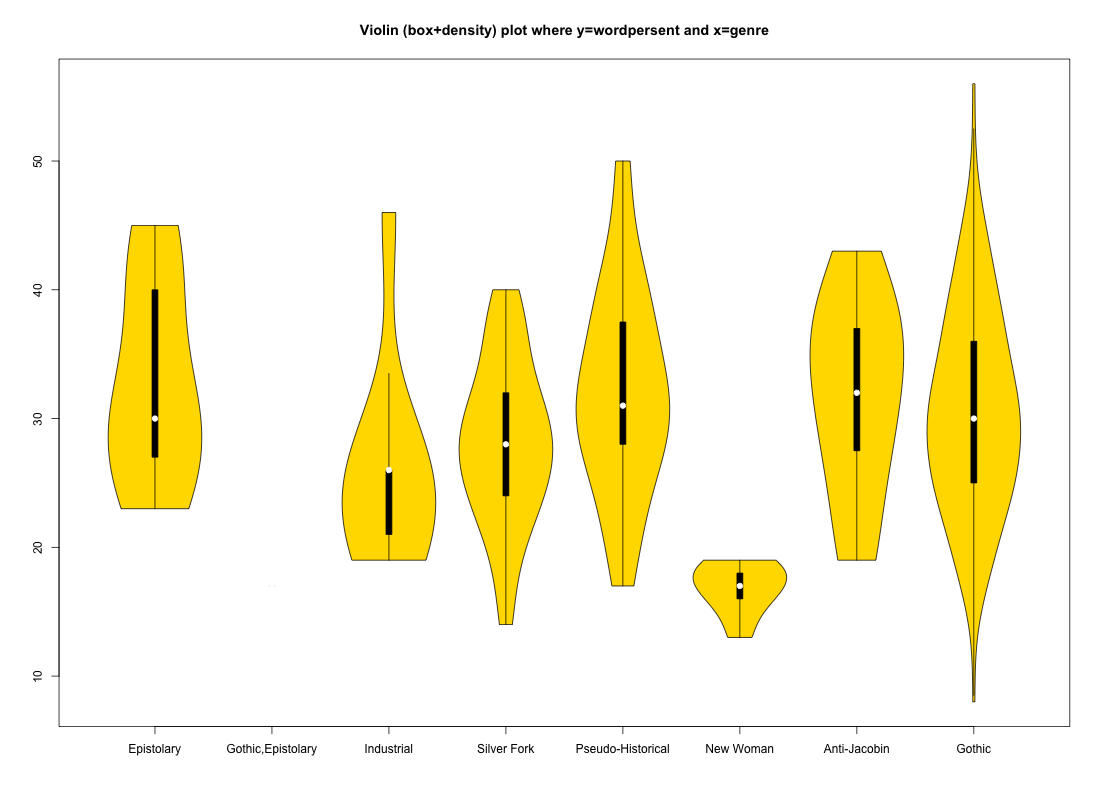 Violin (box+density) plot where y=wordpersent and x=genre
50
40
30
20
10
Epistolary Gothic,Epistolary Industrial Silver Fork Pseudo-Historical New Woman Anti-Jacobin Gothic